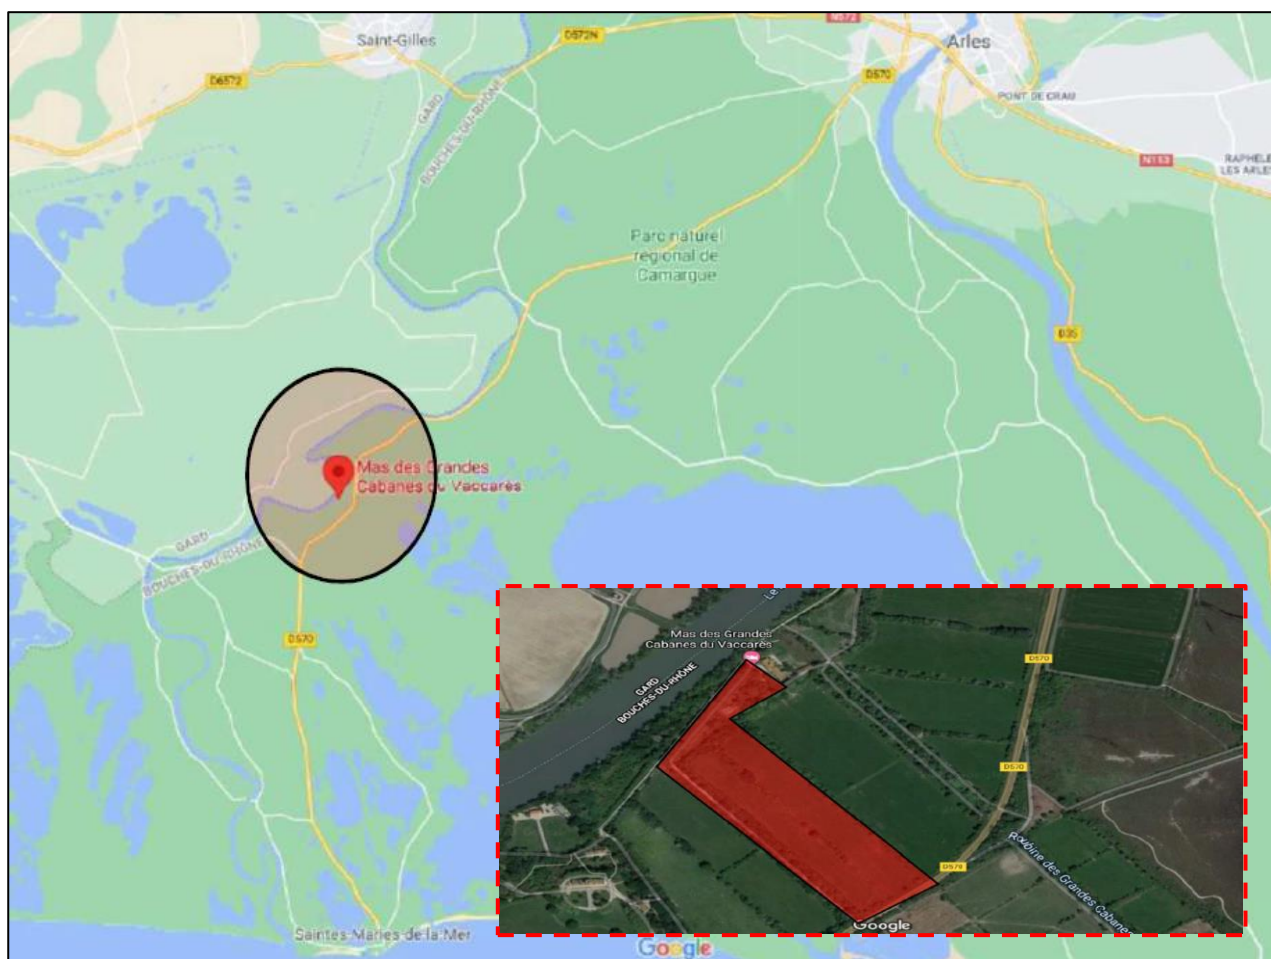 Saint-Gilles
D572N
N572
Arles
D6572
D570
PONT DE CRAU
GARD
BOUCHES-DU-RHÔNE
N113
RAPHELE
LES ARLES
Parc naturel
régional de
Camargue
D35
Mas des Grandes
Cabanes du Vaccarès
GARD
BOUCHES-DU-RHÔNE
D570
Saintes-Maries-de-la-Mer
Google
Le
Mas des Grandes
Cabanes du Vaccarès
GARD
BOUCHES-DU-RHÔNE
D570
D570
D570
Roubine des Grandes Cabanes
Google